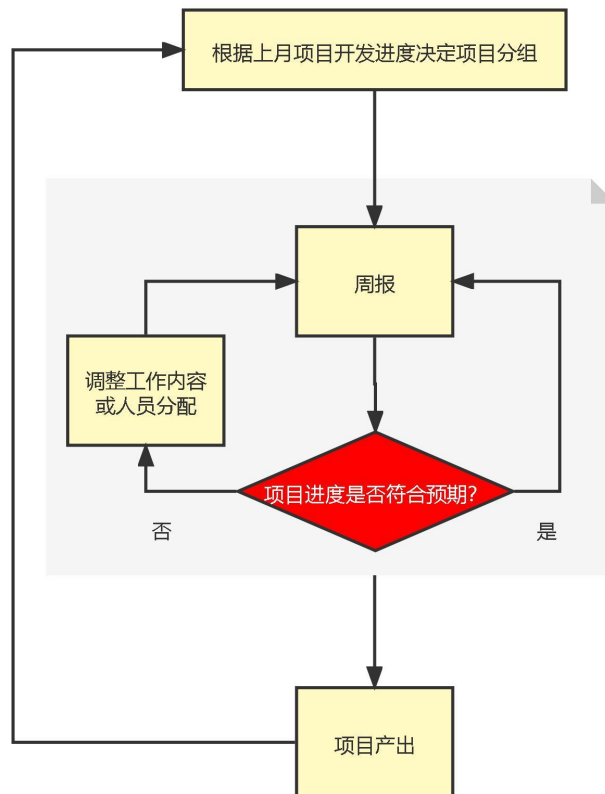 根据上月项目开发进度决定项目分组
周报
调整工作内容
或人员分配
项目进度是否符合预期?
否
是
项目产出